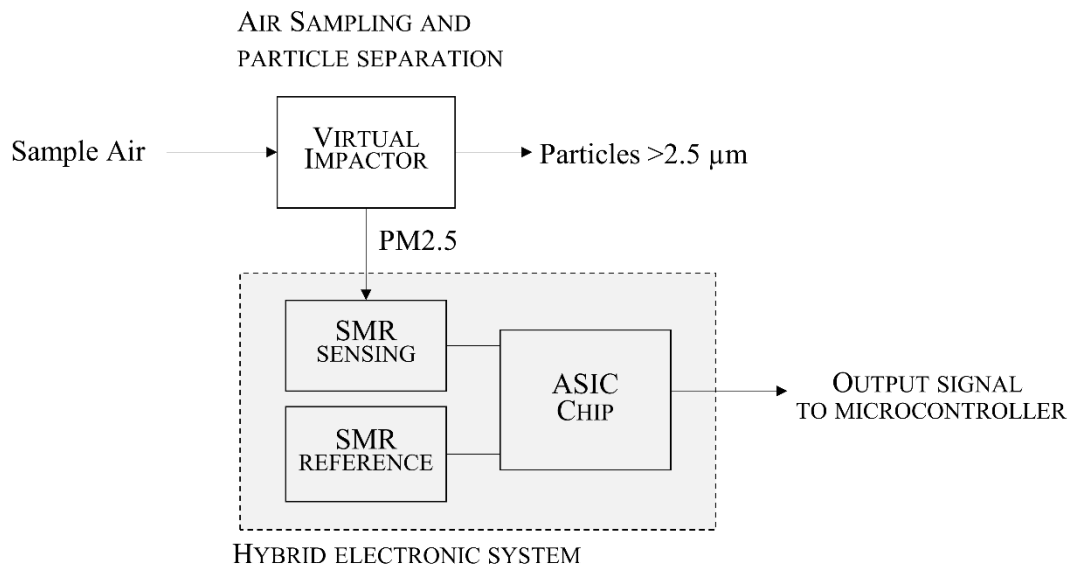 AIR SAMPLING AND
PARTICLE SEPARATION
Sample Air
VIRTUAL
IMPACTOR
Particles >2.5 µm
PM2.5
SMR
SENSING
ASIC
CHIP
OUTPUT SIGNAL
TO MICROCONTROLLER
SMR
REFERENCE
HYBRID ELECTRONIC SYSTEM